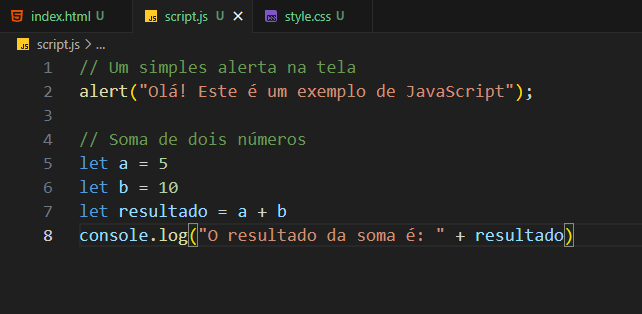 index.html U script.js U × style.css U
JS script.js > ...
1 // Um simples alerta na tela
2 alert("Olá! Este é um exemplo de JavaScript");
3
4 // Soma de dois números
5 let a = 5
6 let b = 10
7 let resultado = a + b
8 console.log("O resultado da soma é: " + resultado)